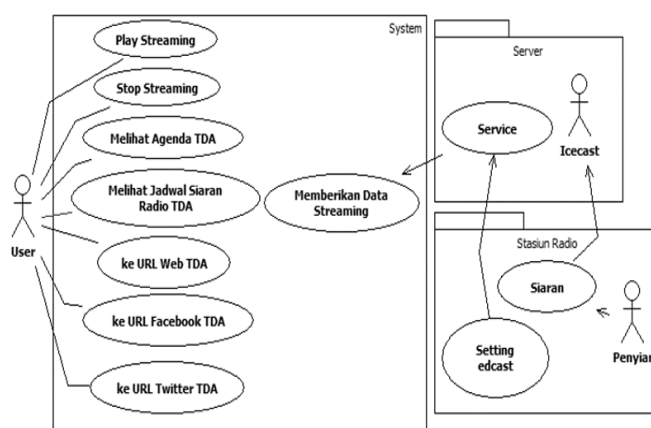 System
Play Streaming
Stop Streaming
Melihat Agenda TDA
Melihat Jadwal Siaran
Radio TDA
ke URL Web TDA
ke URL Facebook TDA
ke URL Twitter TDA
User
Memberikan Data
Streaming
Server
Service
Icecast
Stasiun Radio
Siaran
Setting
edcast
Penyiar